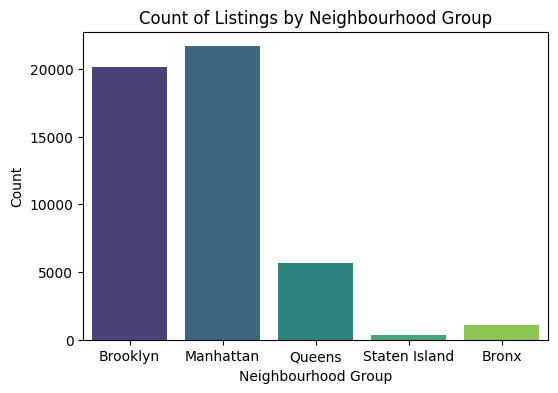 Count of Listings by Neighbourhood Group
Count
20000
15000
10000
5000
0
Brooklyn Manhattan Queens Staten Island Bronx
Neighbourhood Group